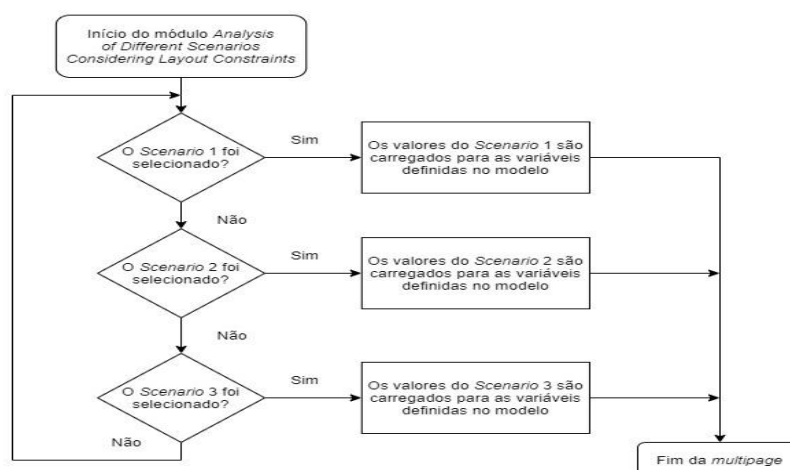 Início do módulo Analysis
of Different Scenarios
Considering Layout Constraints
O Scenario 1 foi
selecionado?
Sim
Os valores do Scenario 1 são
carregados para as variáveis
definidas no modelo
Não
O Scenario 2 foi
selecionado?
Sim
Os valores do Scenario 2 são
carregados para as variáveis
definidas no modelo
Não
O Scenario 3 foi
selecionado?
Sim
Os valores do Scenario 3 são
carregados para as variáveis
definidas no modelo
Não
Fim da multipage